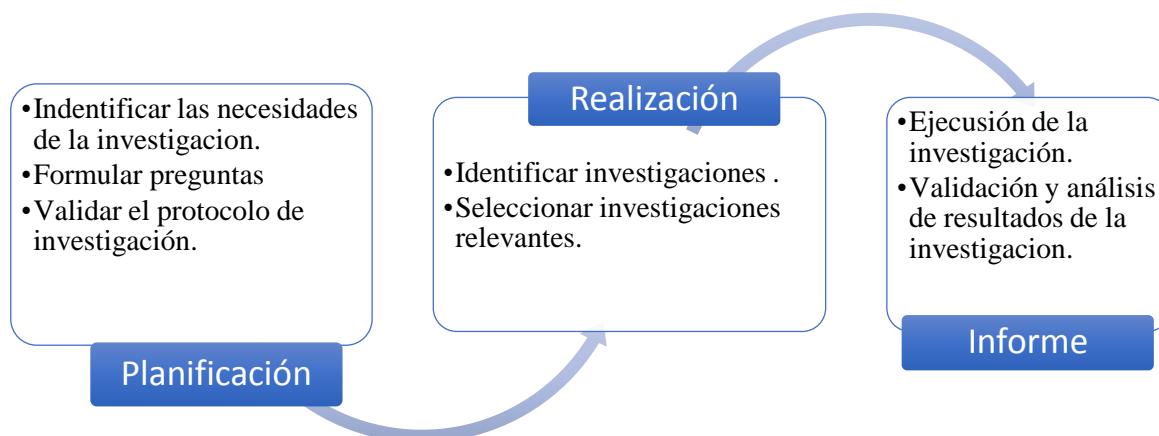 •Indentificar las necesidades
de la investigacion.
•Formular preguntas
•Validar el protocolo de
investigación.
Planificación
Realización
•Identificar investigaciones .
•Seleccionar investigaciones
relevantes.
•Ejecusión de la
investigación.
•Validación y análisis
de resultados de la
investigacion.
Informe